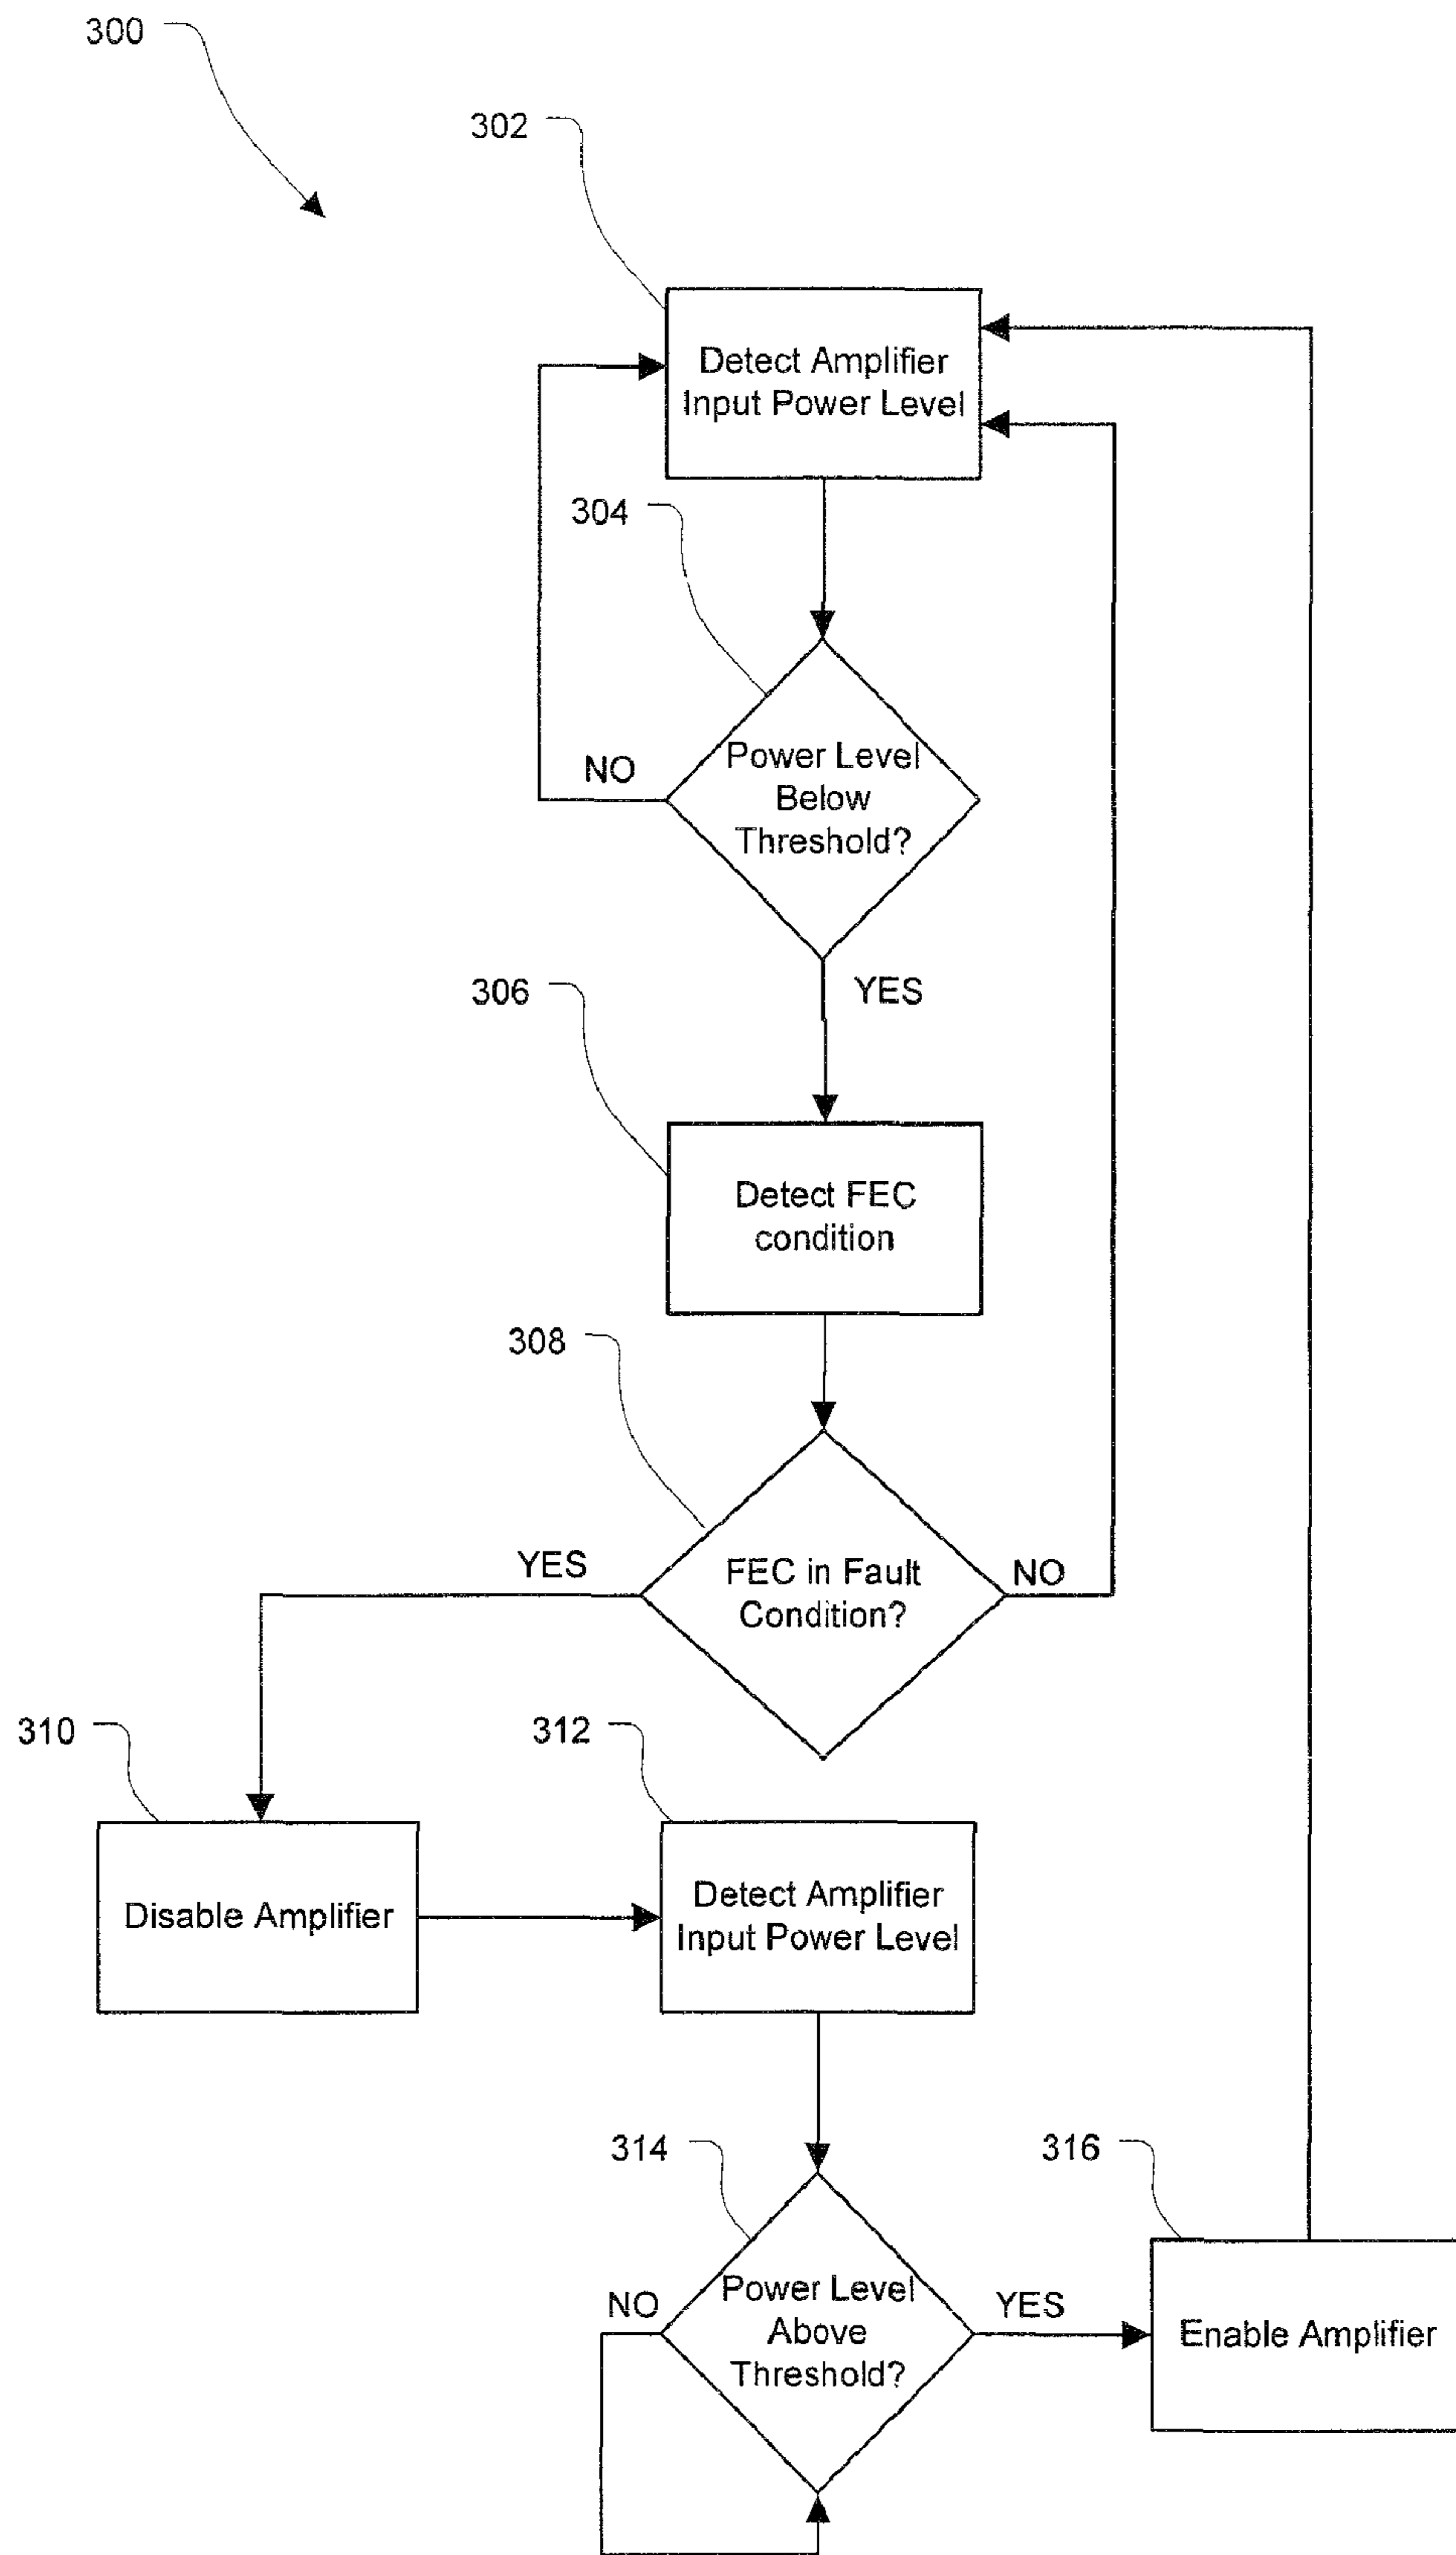 300
302
Detect Amplifier
Input Power Level
304
Power Level
Below
Threshold?
NO
YES
306
Detect FEC
condition
308
FEC in Fault
Condition?
YES
NO
310
Disable Amplifier
312
Detect Amplifier
Input Power Level
314
Power Level
Above
Threshold?
NO
YES
316
Enable Amplifier